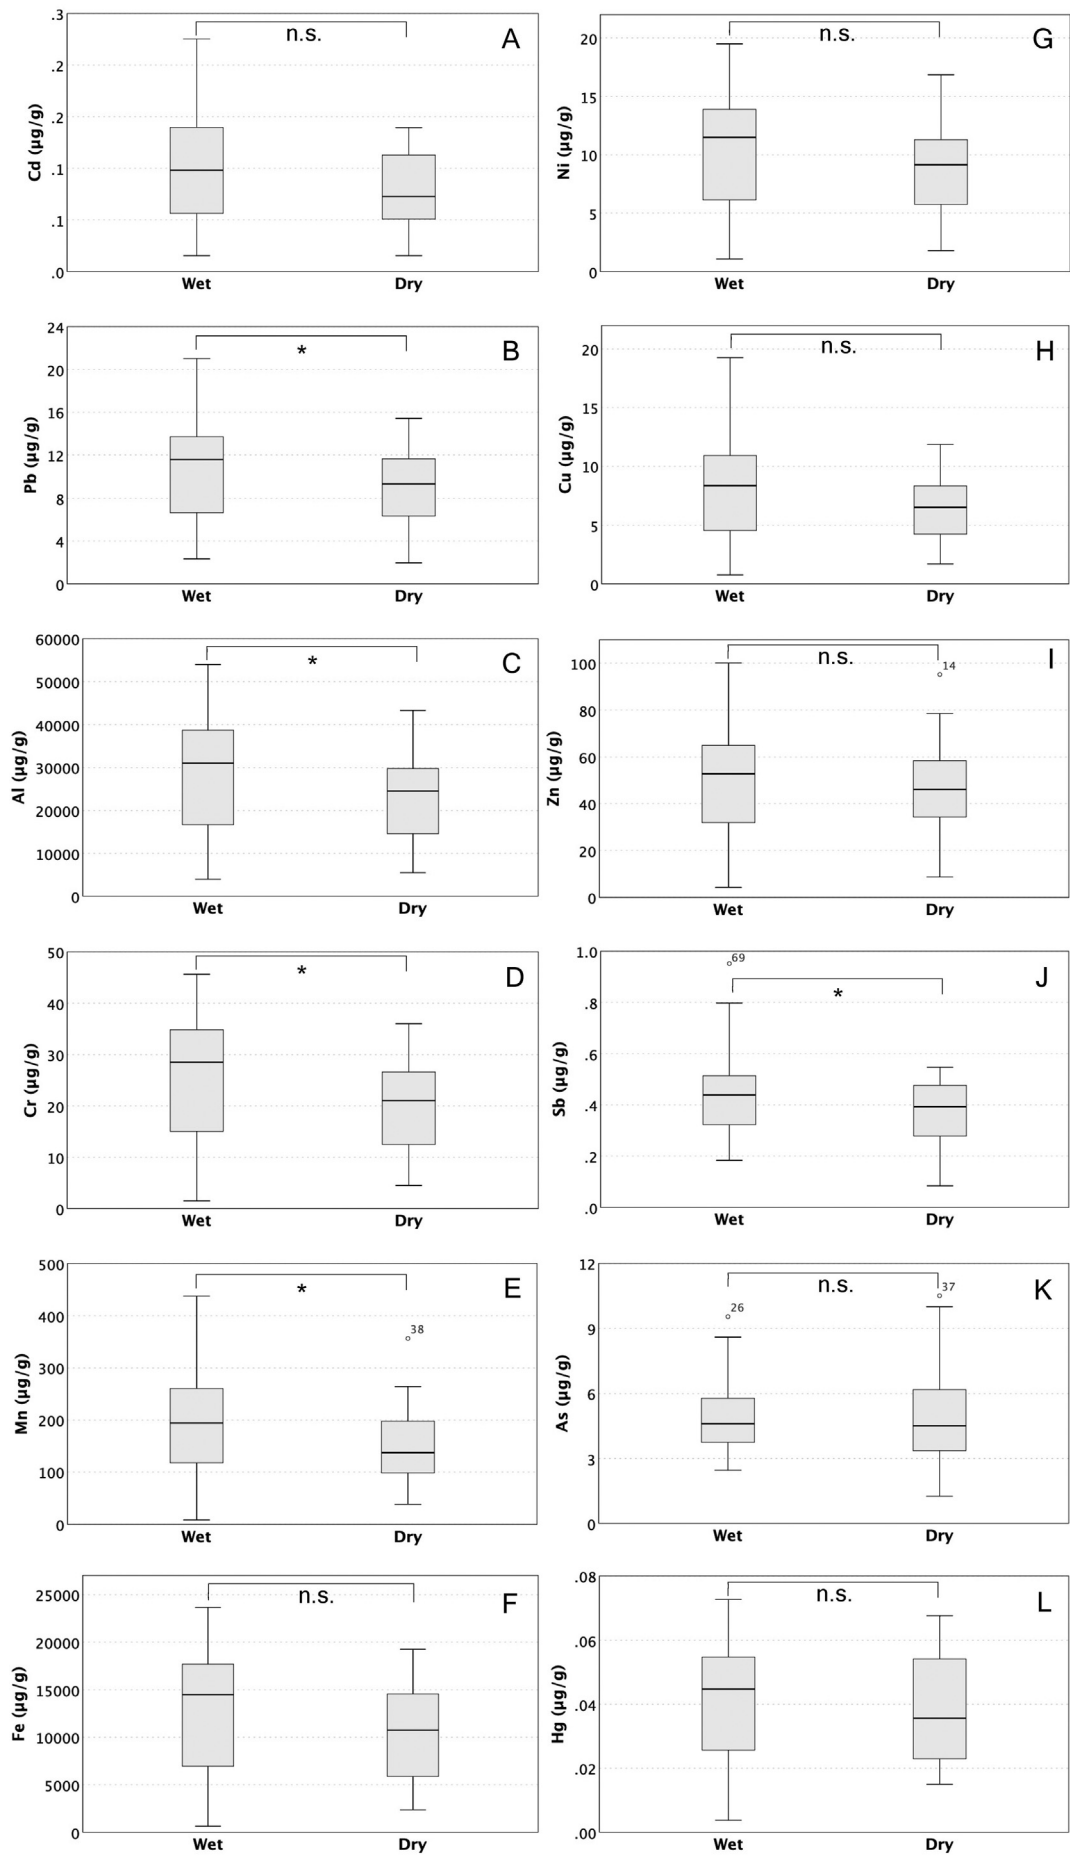 A
n.s.
Cd (µg/g)
.3
.2
.2
.1
.1
.0
Wet Dry
G
n.s.
Ni (µg/g)
20
15
10
5
0
Wet Dry
B
*
Pb (µg/g)
24
20
16
12
8
4
0
Wet Dry
H
n.s.
Cu (µg/g)
20
15
10
5
0
Wet Dry
C
*
Al (µg/g)
60000
50000
40000
30000
20000
10000
0
Wet Dry
I
n.s.
14
Zn (µg/g)
100
80
60
40
20
0
Wet Dry
D
*
Cr (µg/g)
50
40
30
20
10
0
Wet Dry
J
*
69
Sb (µg/g)
1.0
.8
.6
.4
.2
.0
Wet Dry
E
*
38
Mn (µg/g)
500
400
300
200
100
0
Wet Dry
K
n.s.
26
37
As (µg/g)
12
9
6
3
0
Wet Dry
F
n.s.
Fe (µg/g)
25000
20000
15000
10000
5000
0
Wet Dry
L
n.s.
Hg (µg/g)
.08
.06
.04
.02
.00
Wet Dry